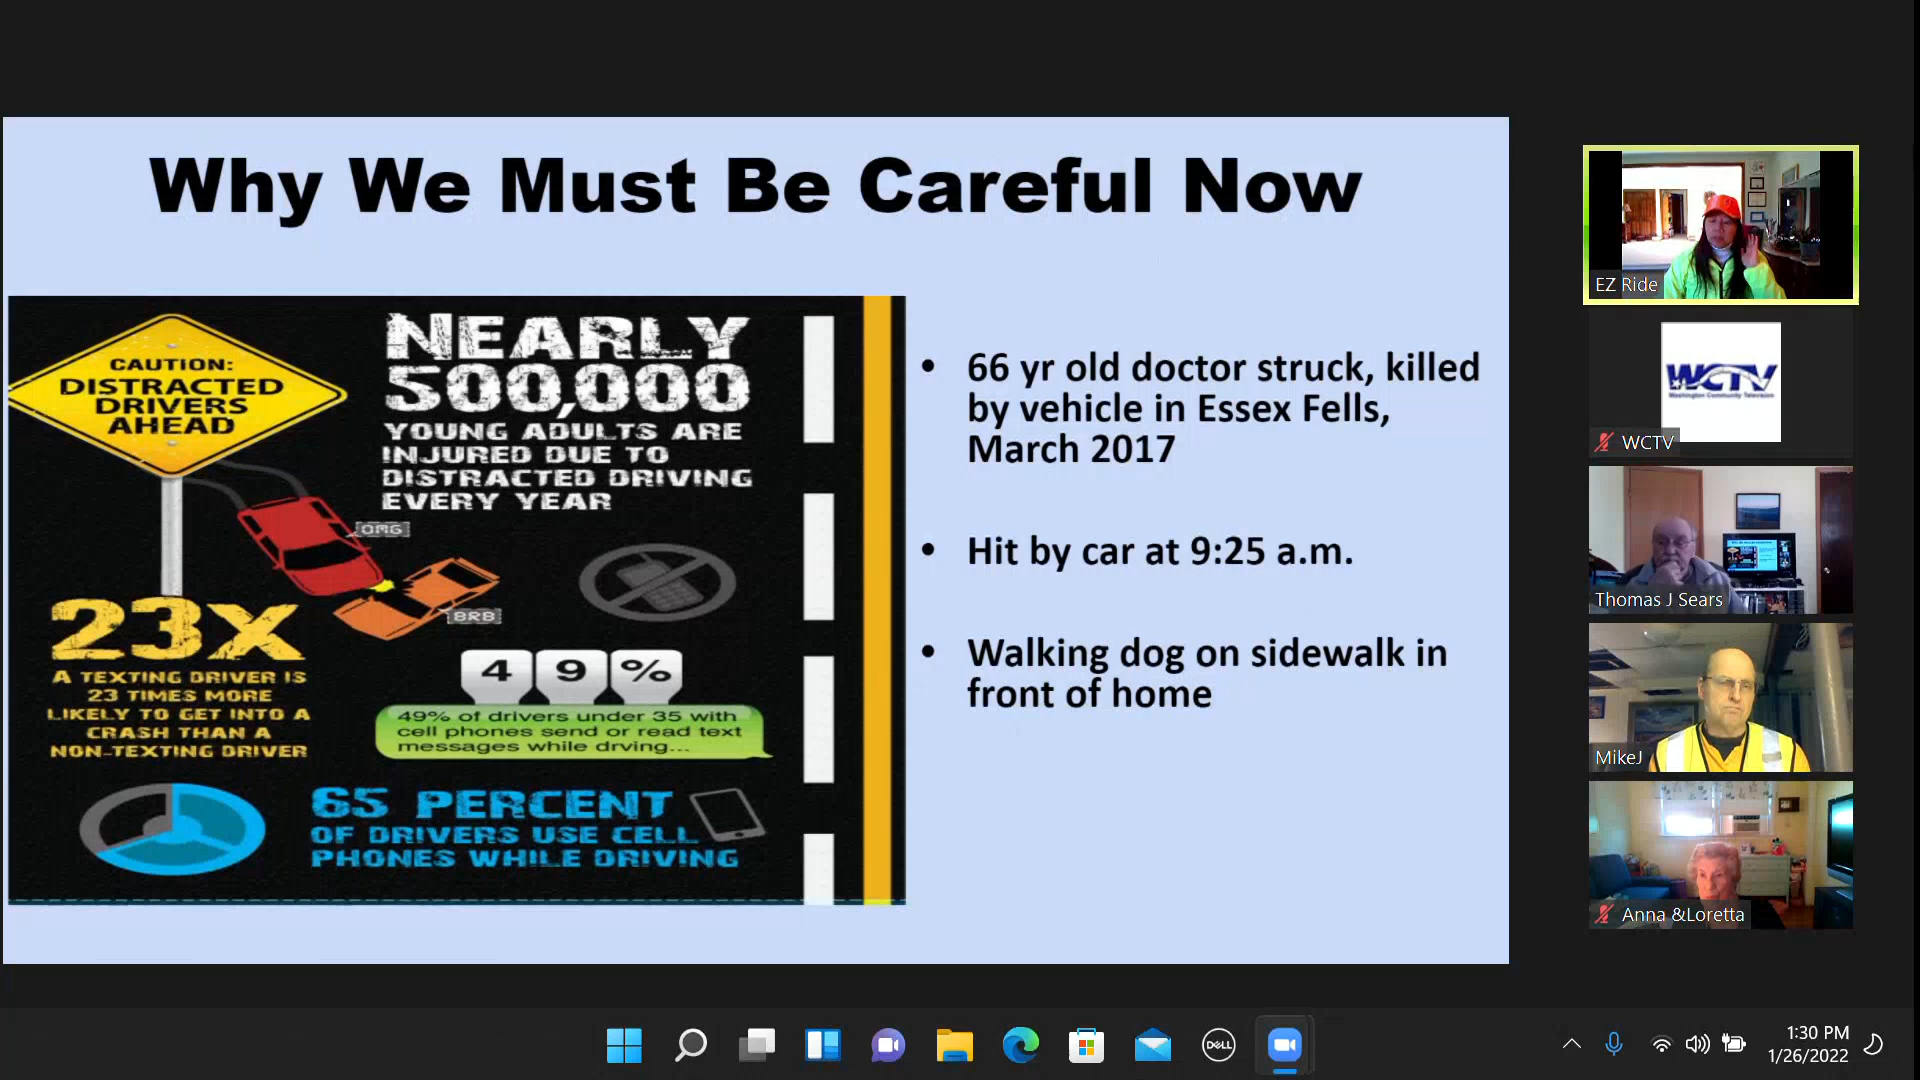 Why We Must Be Careful Now
CAUTION:
DISTRACTED
DRIVERS
AHEAD
NEARLY
500,000
YOUNG ADULTS ARE
INJURED DUE TO
DISTRACTED DRIVING
EVERY YEAR
OMG
BRB
23X
A TEXTING DRIVER IS
23 TIMES MORE
LIKELY TO GET INTO A
CRASH THAN A
NON-TEXTING DRIVER
49%
49% of drivers under 35 with
cell phones send or read text
messages while drving...
65 PERCENT
OF DRIVERS USE CELL
PHONES WHILE DRIVING
• 66 yr old doctor struck, killed
by vehicle in Essex Fells,
March 2017
• Hit by car at 9:25 a.m.
• Walking dog on sidewalk in
front of home
EZ Ride
WCTV
Washington Community Television
WCTV
Thomas J Sears
MikeJ
Anna &Loretta
DELL
1:30 PM
1/26/2022